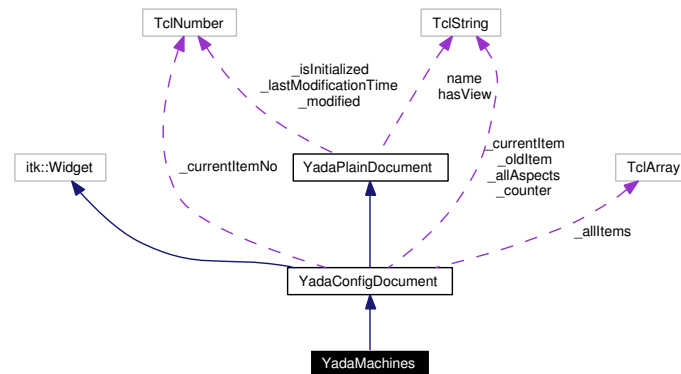 TclNumber
TclString
_isInitialized
_lastModificationTime
_modified
name
hasView
itk::Widget
_currentItemNo
YadaPlainDocument
_currentItem
_oldItem
_allAspects
_counter
TclArray
_allItems
YadaConfigDocument
YadaMachines